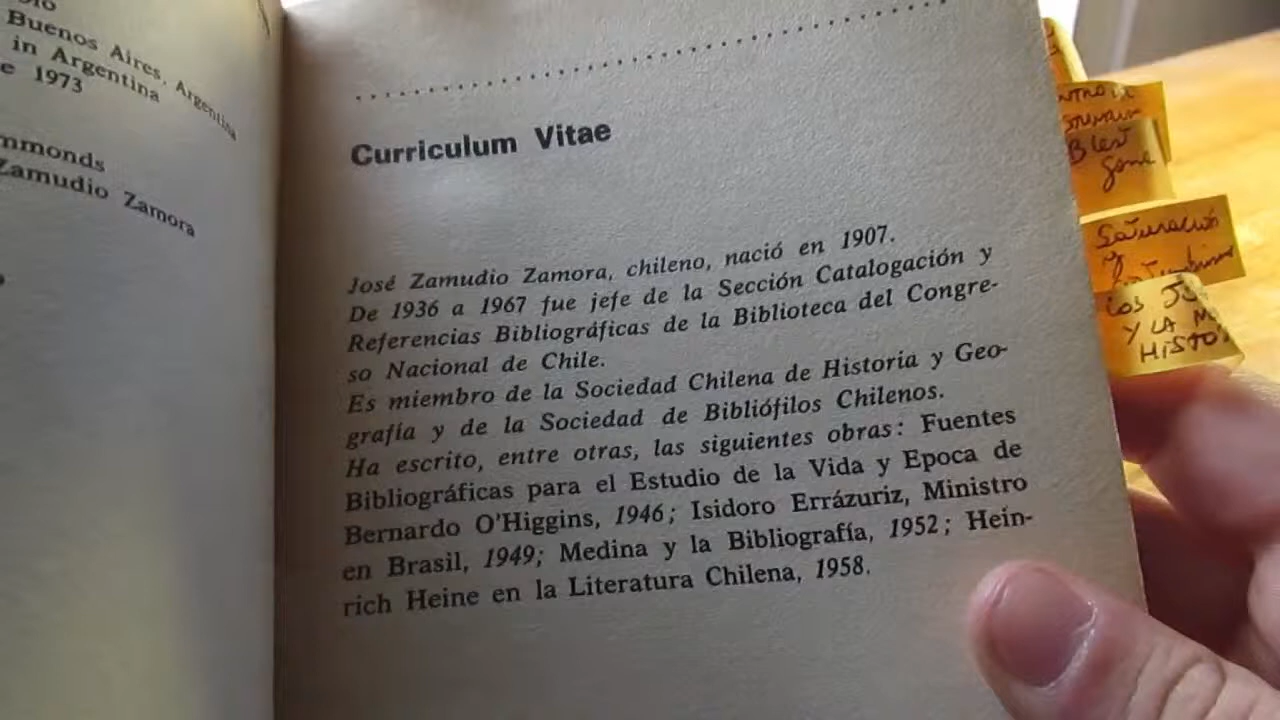 Buenos Aires, Argentina
in Argentina
1973
Zamudio Zamora
Curriculum Vitae
José Zamudio Zamora, chileno, nació en 1907.
De 1936 a 1967 fue jefe de la Sección Catalogación y
Referencias Bibliográficas de la Biblioteca del Congre-
so Nacional de Chile.
Es miembro de la Sociedad Chilena de Historia y Geo-
grafía y de la Sociedad de Bibliófilos Chilenos.
Ha escrito, entre otras, las siguientes obras: Fuentes
Bibliográficas para el Estudio de la Vida y Epoca de
Bernardo O'Higgins, 1946; Isidoro Errázuriz, Ministro
en Brasil, 1949; Medina y la Bibliografía, 1952; Hein-
rich Heine en la Literatura Chilena, 1958.
Blest
Gana
Saturación
y
Los
Y LA